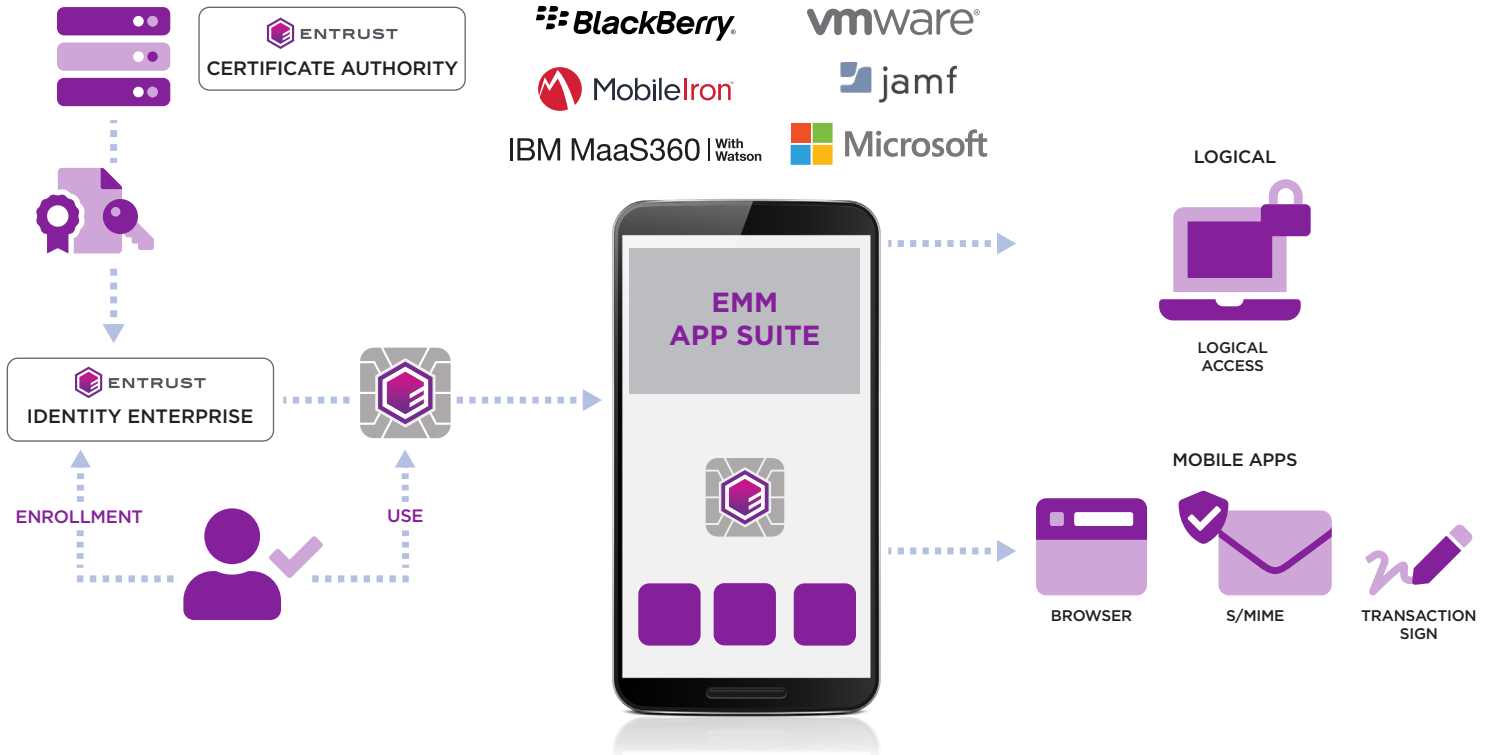 ENTRUST
CERTIFICATE AUTHORITY
BlackBerry®
vmware®
MobileIron®
jamf
IBM MaaS360 | With Watson
Microsoft
ENTRUST
IDENTITY ENTERPRISE
ENROLLMENT
USE
EMM
APP SUITE
LOGICAL
LOGICAL
ACCESS
MOBILE APPS
BROWSER
S/MIME
TRANSACTION
SIGN